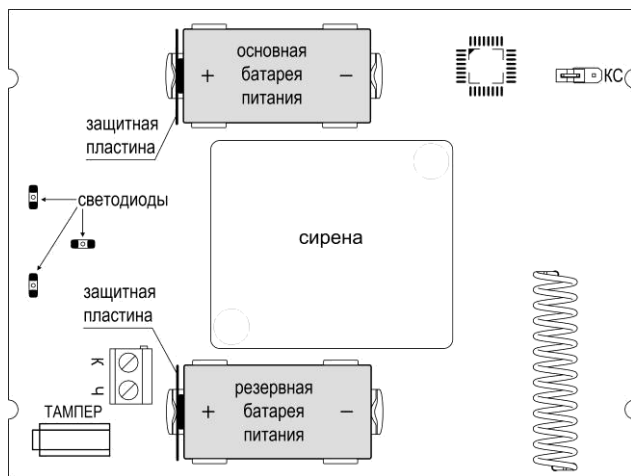 основная
батарея
питания
+
−
КС
защитная
пластина
светодиоды
сирена
защитная
пластина
К
Ч
ТАМПЕР
резервная
батарея
питания
+
−